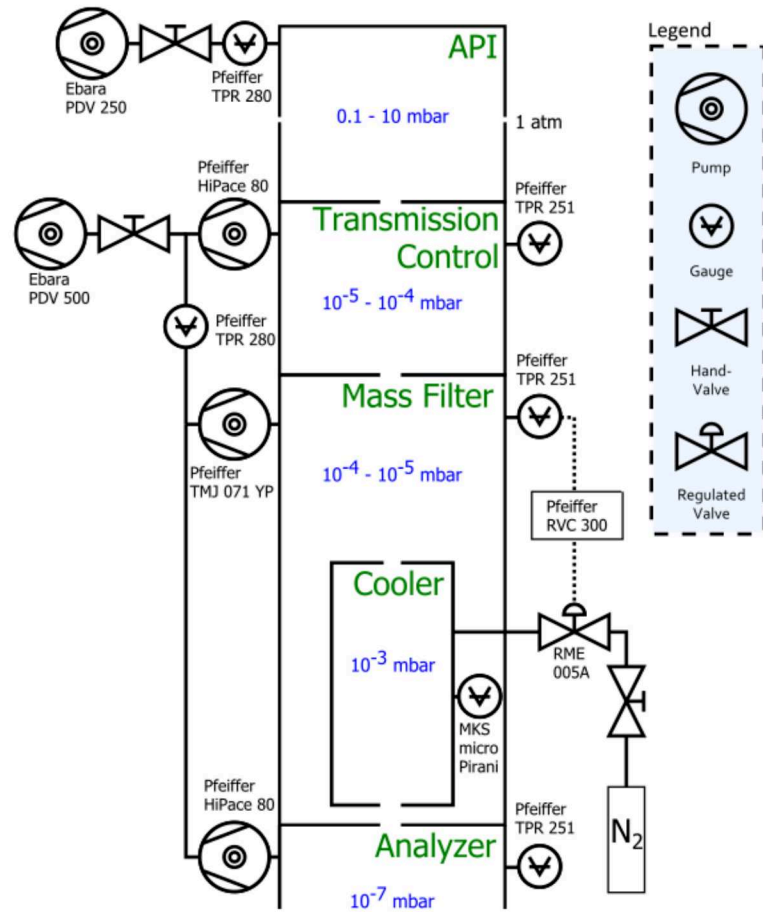 API
0.1 - 10 mbar
1 atm
Ebara
PDV 250
Pfeiffer
TPR 280
Pfeiffer
HiPace 80
Transmission
Control
10-5 - 10-4 mbar
Pfeiffer
TPR 251
Ebara
PDV 500
Pfeiffer
TPR 280
Mass Filter
10-4 - 10-5 mbar
Pfeiffer
TPR 251
Pfeiffer
TMJ 071 YP
Pfeiffer
RVC 300
Cooler
10-3 mbar
RME
005A
MKS
micro
Pirani
N2
Pfeiffer
HiPace 80
Analyzer
10-7 mbar
Pfeiffer
TPR 251
Legend
Pump
Gauge
Hand-
Valve
Regulated
Valve